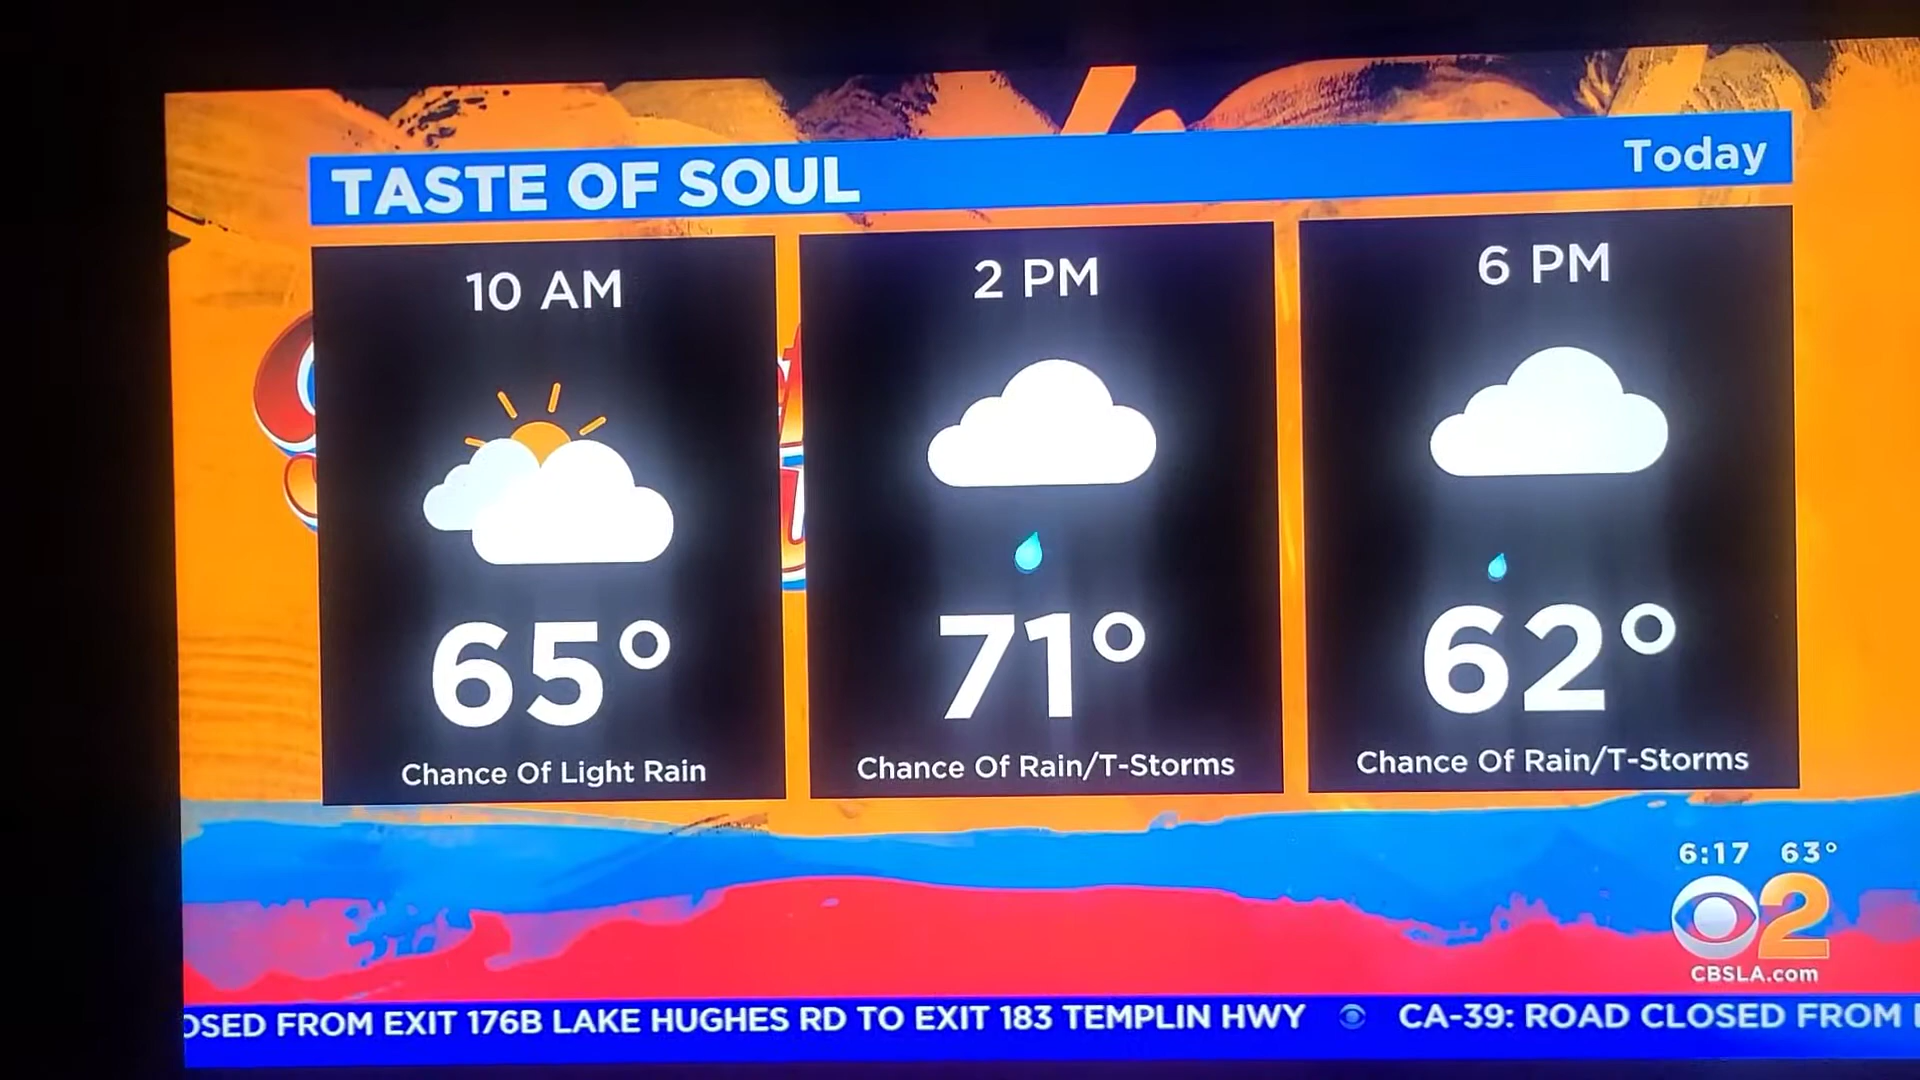 TASTE OF SOUL
Today
10 AM
65°
Chance Of Light Rain
2 PM
71°
Chance Of Rain/T-Storms
6 PM
62°
Chance Of Rain/T-Storms
6:17 63°
2
CBSLA.com
OSED FROM EXIT 176B LAKE HUGHES RD TO EXIT 183 TEMPLIN HWY CA-39: ROAD CLOSED FROM